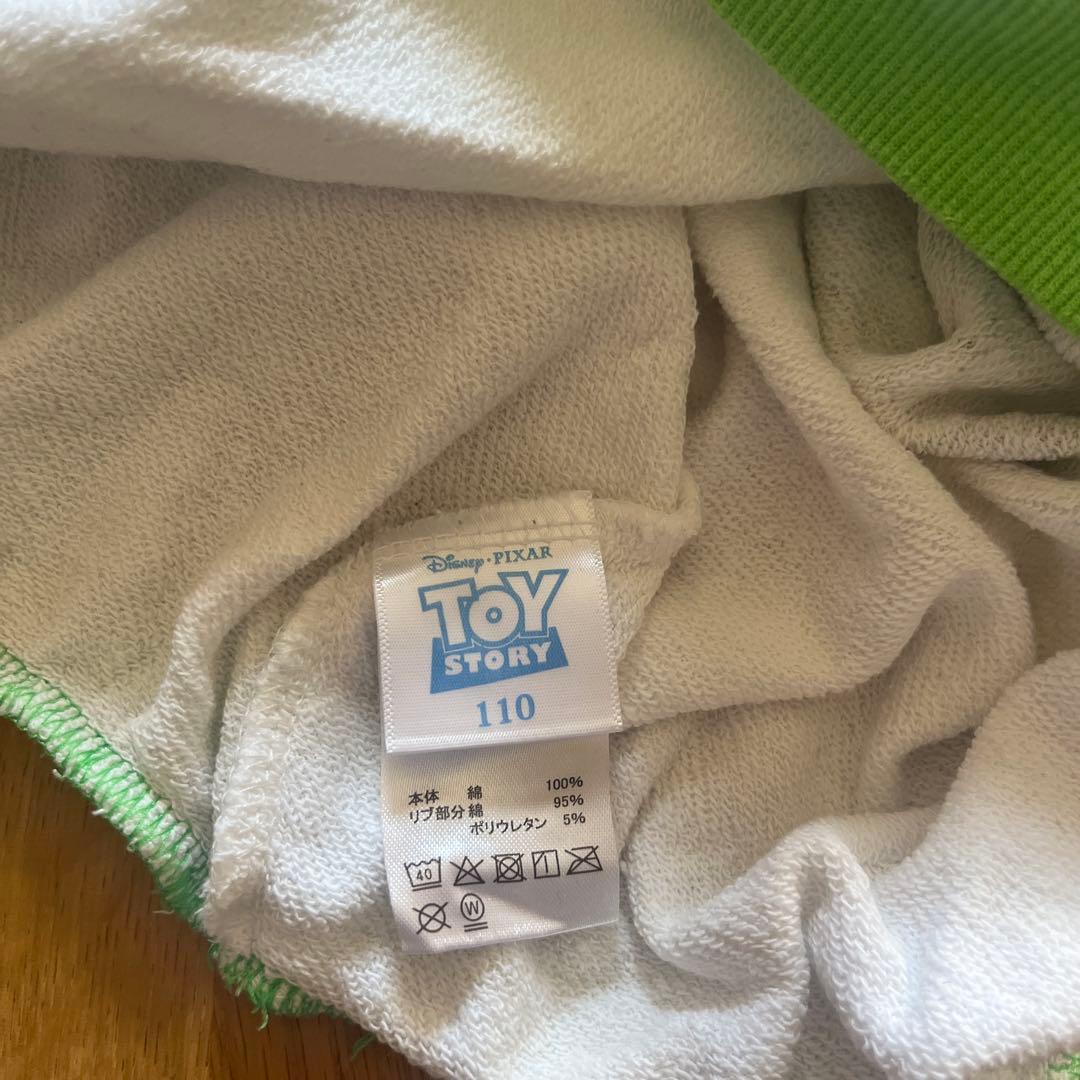 Disney・PIXAR
TOY
STORY
110
本体 綿 100%
リブ部分 綿 95%
ポリウレタン 5%
40
W